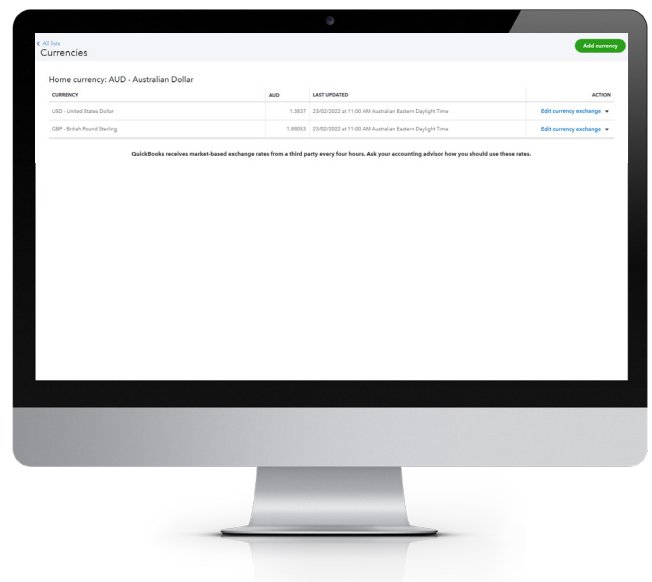 All lists
Currencies
Add currency
Home currency: AUD - Australian Dollar
CURRENCY AUD LAST UPDATED ACTION
USD - United States Dollar 1.3837 23/02/2022 at 11:00 AM Australian Eastern Daylight Time Edit currency exchange
GBP - British Pound Sterling 1.88053 23/02/2022 at 11:00 AM Australian Eastern Daylight Time Edit currency exchange
QuickBooks receives market-based exchange rates from a third party every four hours. Ask your accounting advisor how you should use these rates.